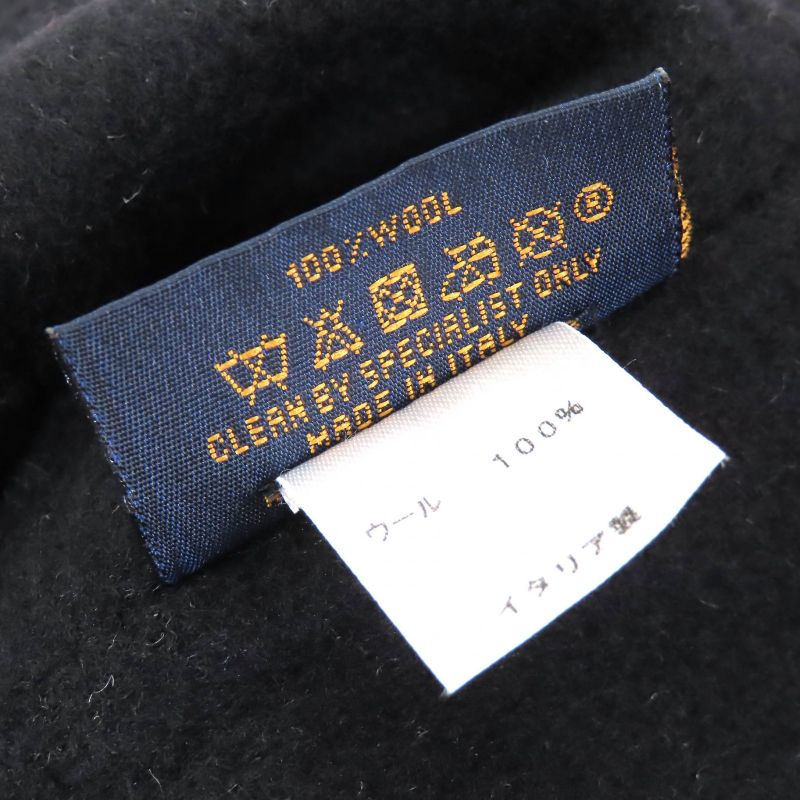 100%WOOL
®
CLEAN BY SPECIALIST ONLY
MADE IN ITALY
ウール 100%
イタリア製